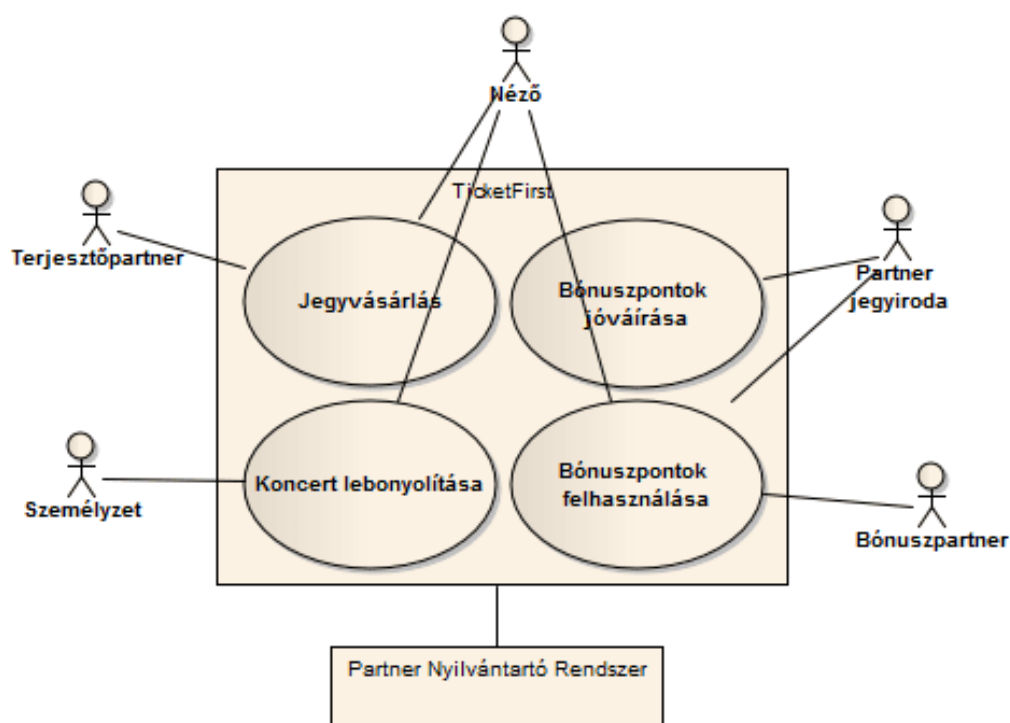 Néző
TicketFirst
Terjesztőpartner
Partner
jegyiroda
Jegyvásárlás
Bónuszpontok
jóváírása
Koncert lebonyolítása
Bónuszpontok
felhasználása
Személyzet
Bónuszpartner
Partner Nyilvántartó Rendszer